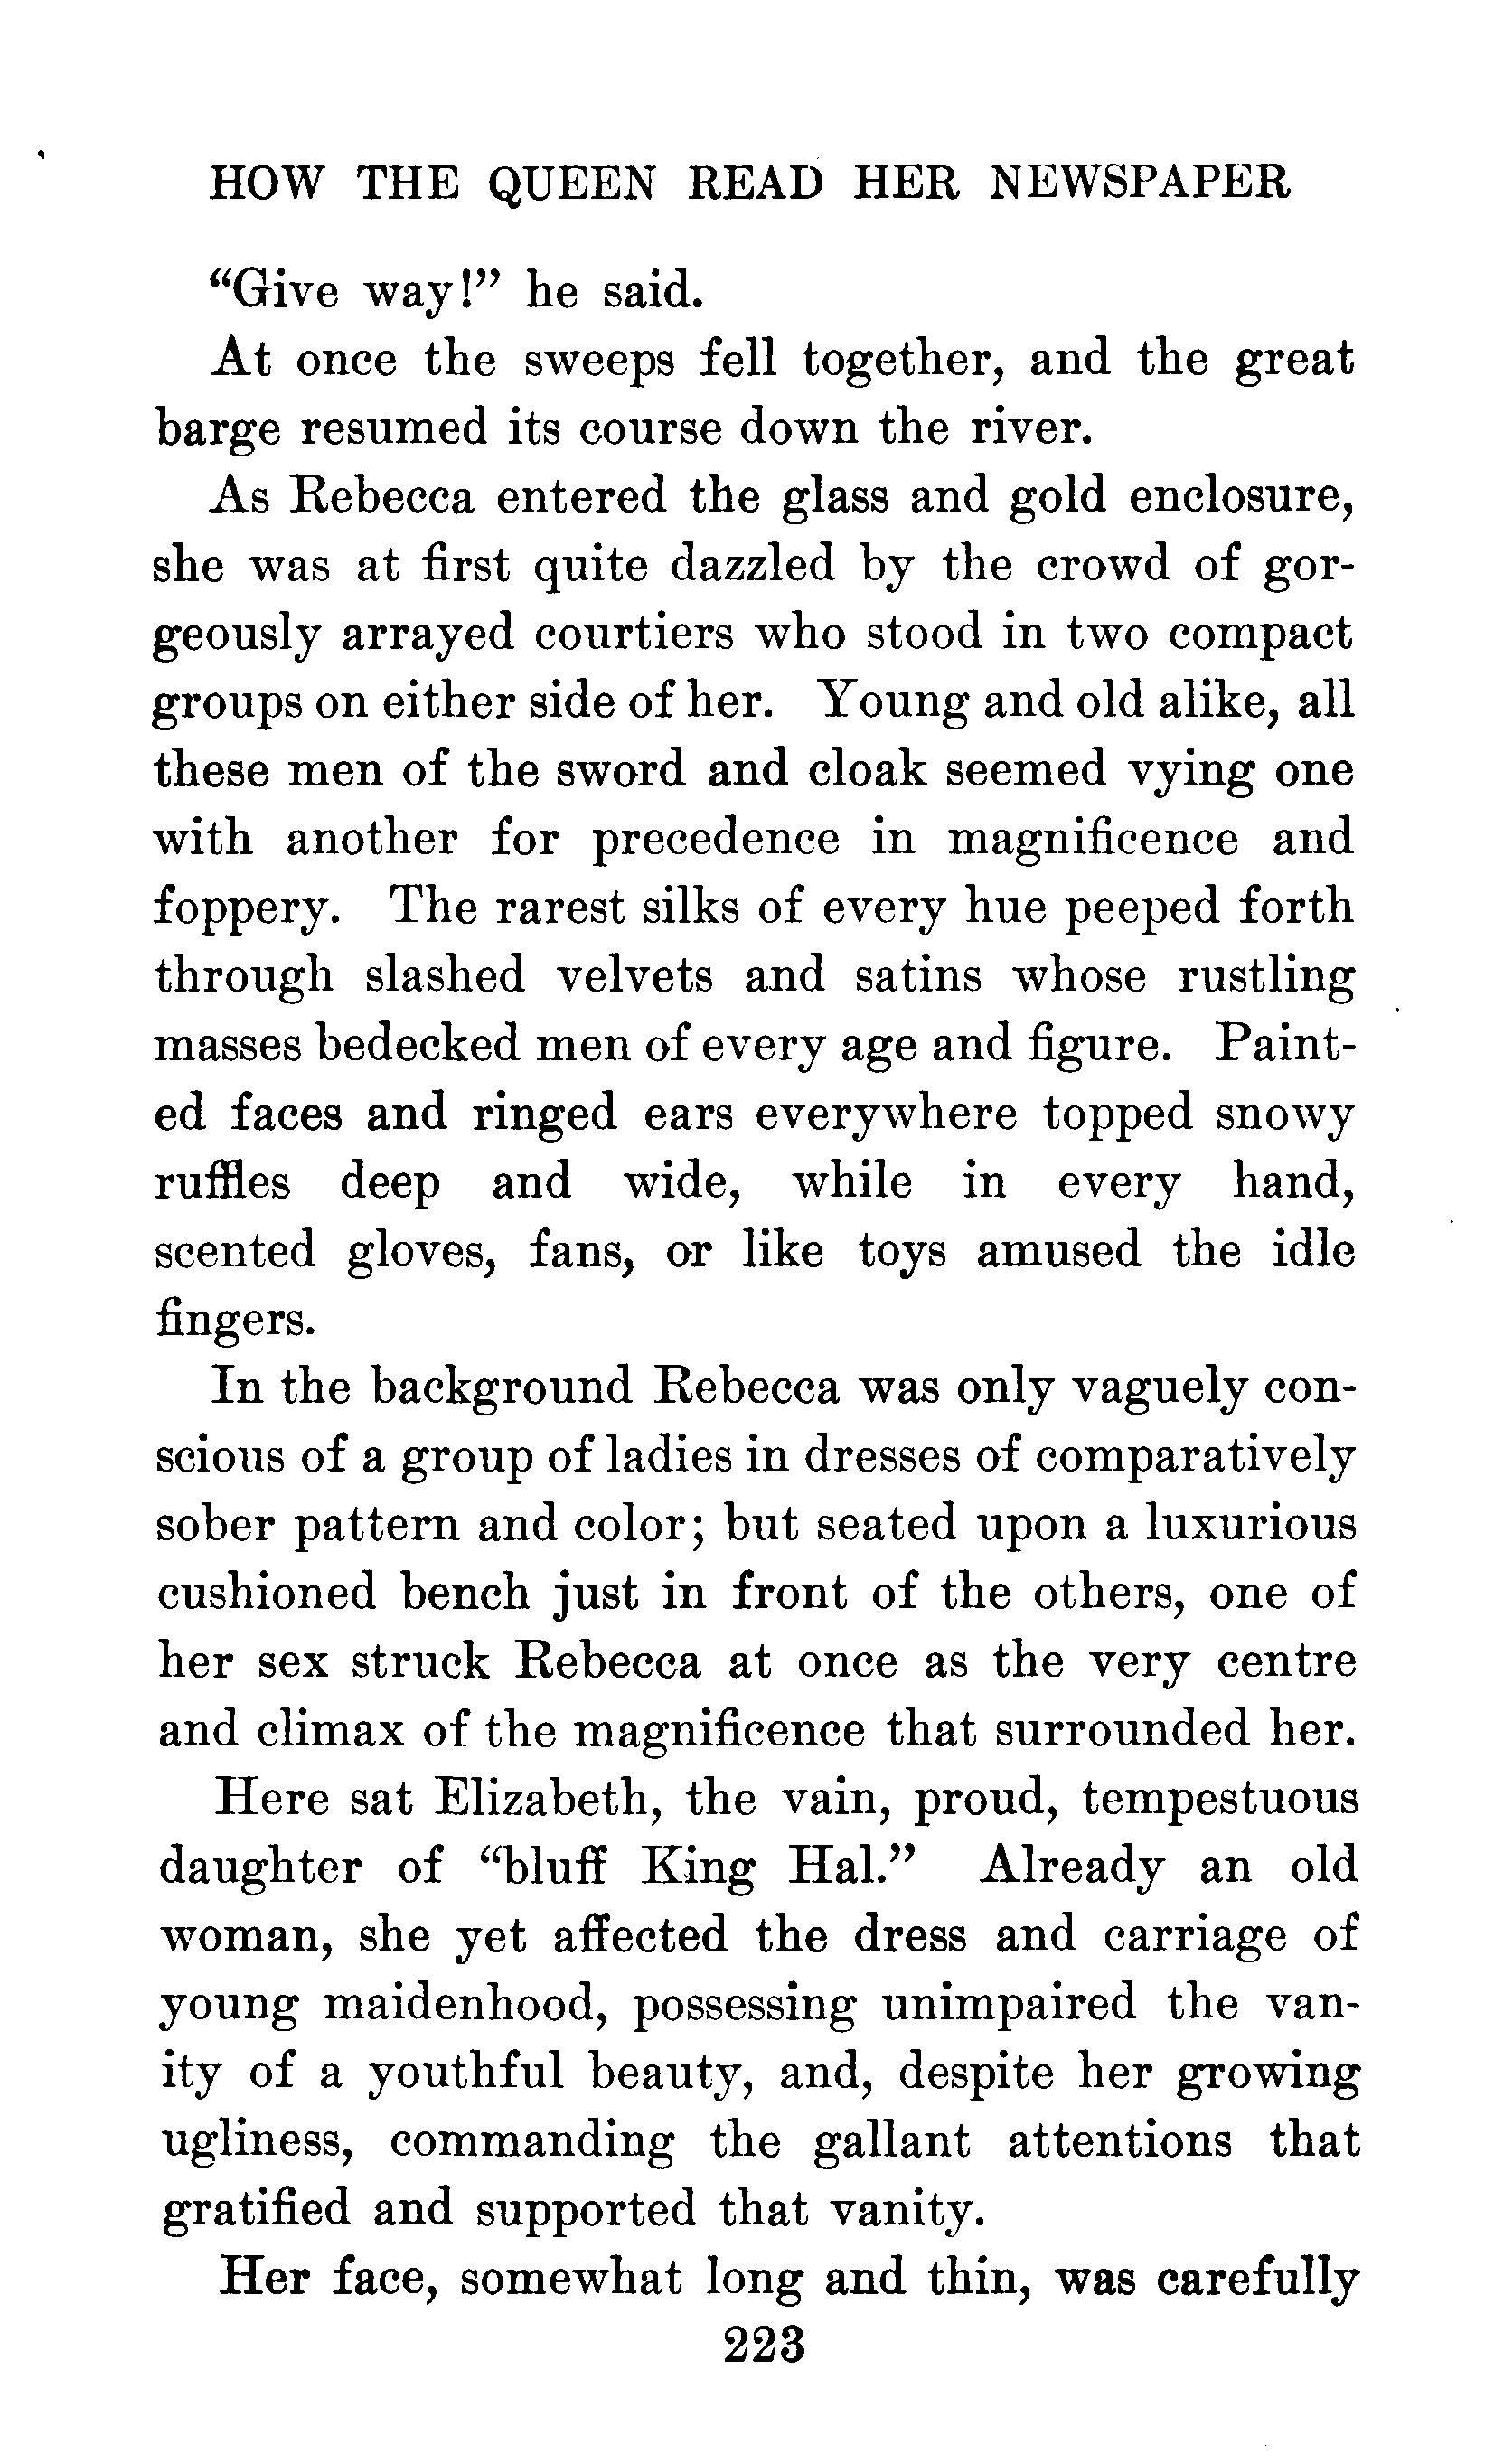 HOW THE QUEEN READ HER NEWSPAPER
“Give way!” he said.
At once the sweeps fell together, and the great
barge resumed its course down the river.
As Rebecca entered the glass and gold enclosure,
she was at first quite dazzled by the crowd of gor-
geously arrayed courtiers who stood in two compact
groups on either side of her. Young and old alike, all
these men of the sword and cloak seemed vying one
with another for precedence in magnificence and
foppery. The rarest silks of every hue peeped forth
through slashed velvets and satins whose rustling
masses bedecked men of every age and figure. Paint-
ed faces and ringed ears everywhere topped snowy
ruffles deep and wide, while in every hand,
scented gloves, fans, or like toys amused the idle
fingers.
In the background Rebecca was only vaguely con-
scious of a group of ladies in dresses of comparatively
sober pattern and color; but seated upon a luxurious
cushioned bench just in front of the others, one of
her sex struck Rebecca at once as the very centre
and climax of the magnificence that surrounded her.
Here sat Elizabeth, the vain, proud, tempestuous
daughter of “bluff King Hal.” Already an old
woman, she yet affected the dress and carriage of
young maidenhood, possessing unimpaired the van-
ity of a youthful beauty, and, despite her growing
ugliness, commanding the gallant attentions that
gratified and supported that vanity.
Her face, somewhat long and thin, was carefully
223